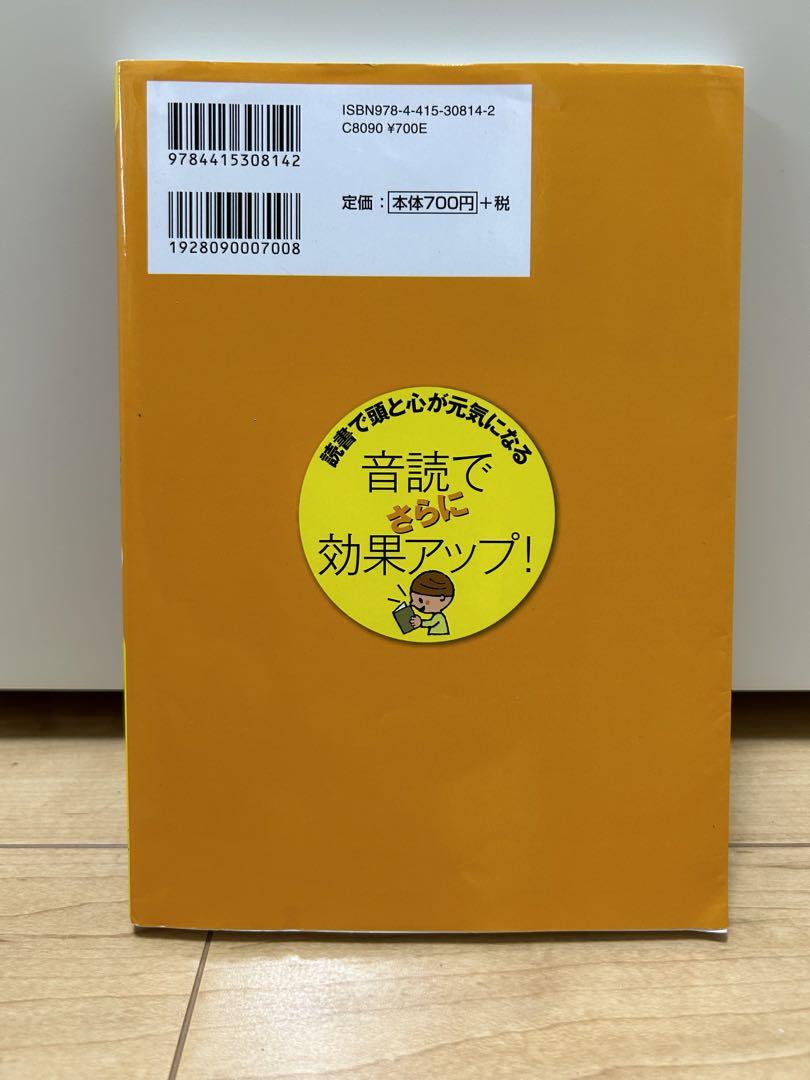 ISBN978-4-415-30814-2
C8090 ¥700E
9784415308142
定価：本体700円+税
1928090007008
読書で頭と心が元気になる
音読で
さらに
効果アップ!